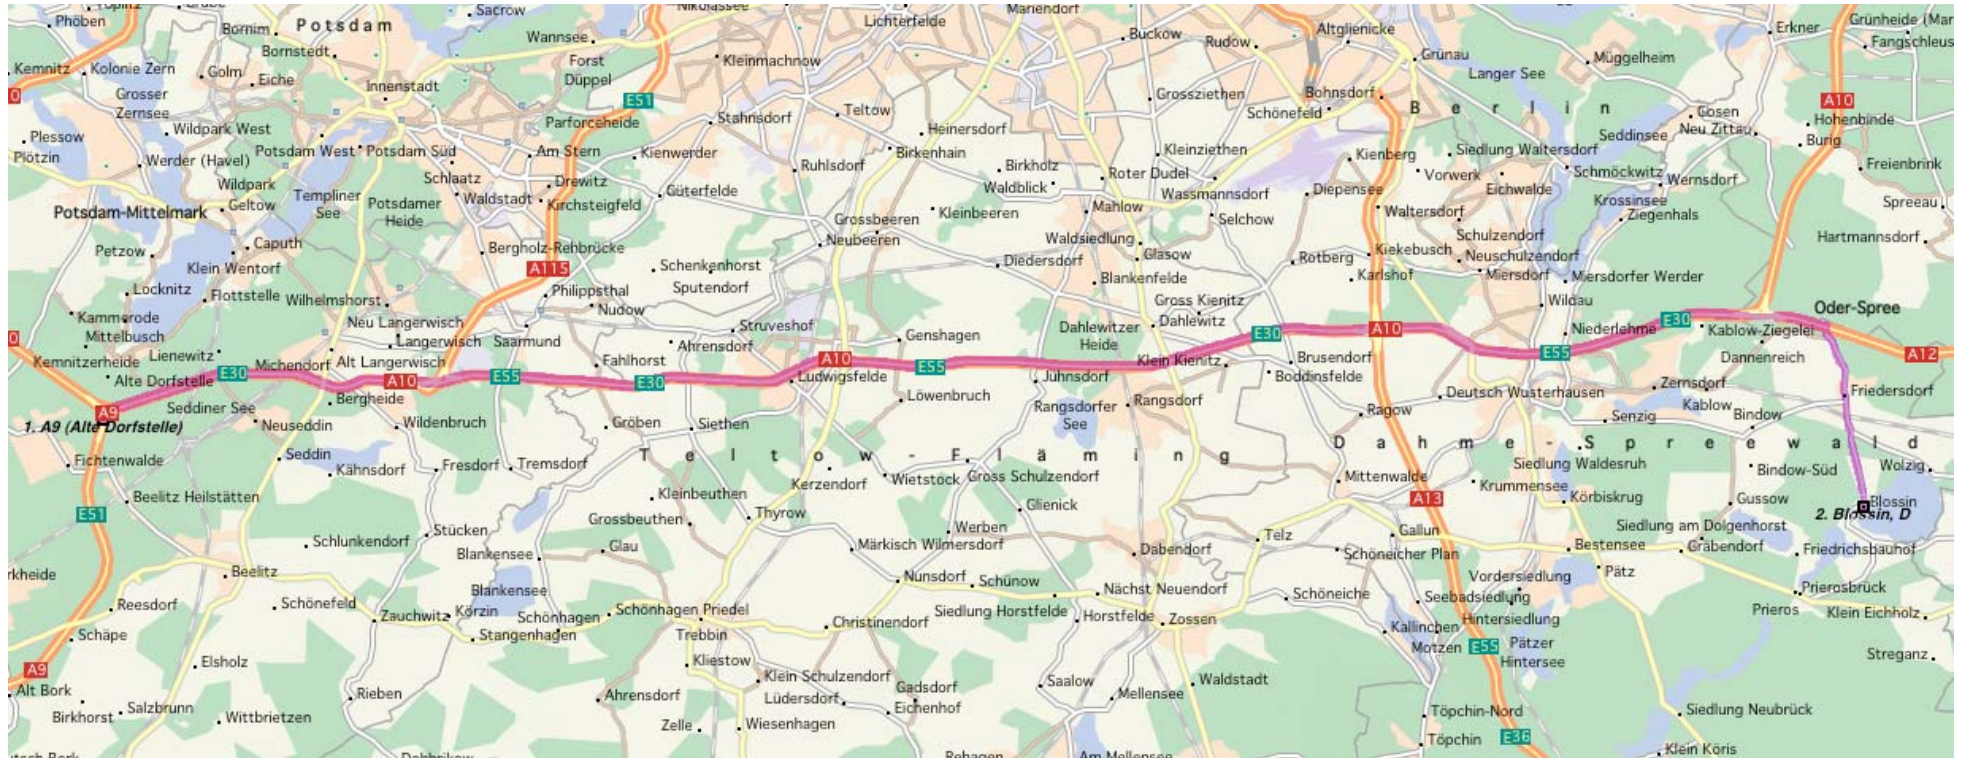 Phöben
Sacrow
Nikolassee
Mariendorf
Lichterfelde
Bornim
Potsdam
Wannsee
Buckow
Rudow
Altglienicke
Erkner
Grünheide (Mar
Fangschleus
Bornstedt
Kemnitz
Kolonie Zern
Golm
Eiche
Forst
Düppel
Kleinmachnow
Grünau
Langer See
Müggelheim
Innenstadt
Grosser
Zernsee
E51
Grossziethen
Bohnsdorf
Schönefeld
Berlin
A10
Hohenbinde
Plessow
Plötzin
Wildpark West
Parforceheide
Stahnsdorf
Teltow
Heinersdorf
Gosen
Neu Zittau
Seddinsee
Burig
Werder (Havel)
Potsdam West
Potsdam Süd
Am Stern
Kienwerder
Ruhlsdorf
Birkenhain
Birkholz
Kleinziethen
Kienberg
Siedlung Waltersdorf
Freienbrink
Schlaatz
Drewitz
Waldblick
Roter Dudel
Vorwerk
Schmöckwitz
Wernsdorf
Wildpark
Geltow
Templiner
See
Potsdamer
Heide
Waldstadt
Kirchsteigfeld
Güterfelde
Wassmannsdorf
Diepensee
Eichwalde
Krossinsee
Ziegenhals
Spreeau
Potsdam-Mittelmark
Grossbeeren
Kleinbeeren
Mahlow
Selchow
Waltersdorf
Petzow
Caputh
Bergholz-Rehbrücke
Neubeeren
Waldsiedlung
Glasow
Kiekebusch
Schulzendorf
Neuschulzendorf
Hartmannsdorf
Klein Wentorf
A115
Schenkenhorst
Sputendorf
Diedersdorf
Blankenfelde
Rotberg
Karlshof
Miersdorf
Miersdorfer Werder
Locknitz
Flottstelle
Wilhelmshorst
Philippsthal
Nudow
Gross Kienitz
Dahlewitz
Wildau
Oder-Spree
Kammerode
Mittelbusch
Neu Langerwisch
Langerwisch
Saarmund
Struveshof
Ahrensdorf
Genshagen
Dahlewitzer
Heide
E30
A10
Niederlehme
E30
Kablow-Ziegelei
Kemnitzerheide
Lienewitz
Michendorf
Alt Langerwisch
Fahlhorst
A10
E55
Klein Kienitz
Brusendorf
E55
Dannenreich
A12
Alte Dorfstelle
E30
A10
E55
E30
Ludwigsfelde
Juhnsdorf
Boddinsfelde
Deutsch Wusterhausen
Zernsdorf
Friedersdorf
A9
Seddiner See
Bergheide
Löwenbruch
Rangsdorfer
See
Rangsdorf
Ragow
Senzig
Kablow
Bindow
1. A9 (Alte Dorfstelle)
Neuseddin
Wildenbruch
Gröben
Siethen
Teltow-Fläming
Dahme-Spreewald
Fichtenwalde
Seddin
Kähnsdorf
Fresdorf
Tremsdorf
Kerzendorf
Wietstock
Gross Schulzendorf
Mittenwalde
Siedlung Waldesruh
Krummensee
Bindow-Süd
Wolzig
Beelitz Heilstätten
Kleinbeuthen
Glienick
A13
Körbiskrug
Gussow
Blossin
2. Blossin, D
E51
Stücken
Grossbeuthen
Thyrow
Werben
Telz
Gallun
Siedlung am Dolgenhorst
Gräbendorf
Schlunkendorf
Blankensee
Glau
Märkisch Wilmersdorf
Dabendorf
Schöneicher Plan
Bestensee
Friedrichsbauhof
rkheide
Beelitz
Blankensee
Nunsdorf
Schünow
Nächst Neuendorf
Schöneiche
Vordersiedlung
Pätz
Prierosbrück
Reesdorf
Schönefeld
Zauchwitz
Körzin
Schönhagen
Schönhagen Priedel
Siedlung Horstfelde
Horstfelde
Zossen
Seebadsiedlung
Hintersiedlung
Prieros
Klein Eichholz
Schäpe
Stangenhagen
Trebbin
Christinendorf
Kallinchen
Motzen
E55
Pätzer
Hintersee
Streganz
A9
Elsholz
Kliestow
Klein Schulzendorf
Gadsdorf
Saalow
Mellensee
Waldstadt
Alt Bork
Birkhorst
Salzbrunn
Wittbrietzen
Rieben
Ahrensdorf
Lüdersdorf
Eichenhof
Töpchin-Nord
Siedlung Neubrück
Zelle
Wiesenhagen
E36
Töpchin
Klein Köris
Rehagen
Am Mellensee